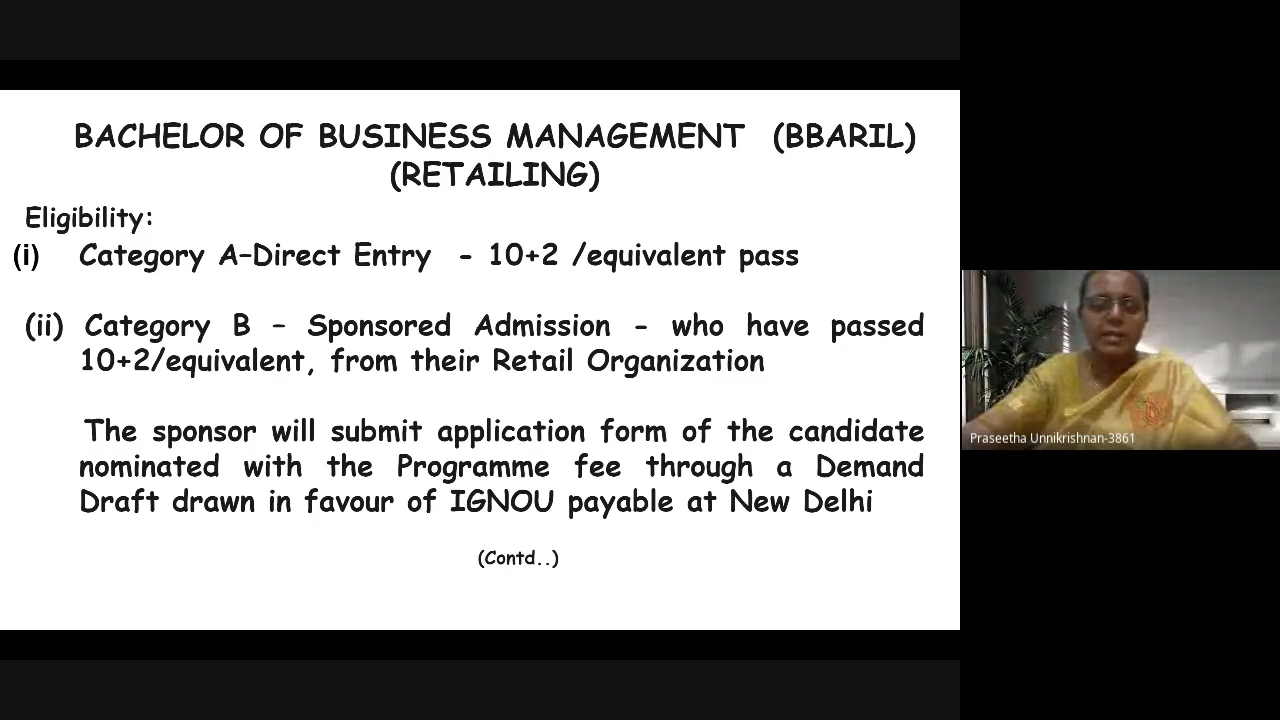 BACHELOR OF BUSINESS MANAGEMENT (BBARIL)
(RETAILING)
Eligibility:
(i) Category A–Direct Entry - 10+2 /equivalent pass
(ii) Category B – Sponsored Admission - who have passed
10+2/equivalent, from their Retail Organization
The sponsor will submit application form of the candidate
nominated with the Programme fee through a Demand
Draft drawn in favour of IGNOU payable at New Delhi
(Contd..)
Praseetha Unnikrishnan-3861